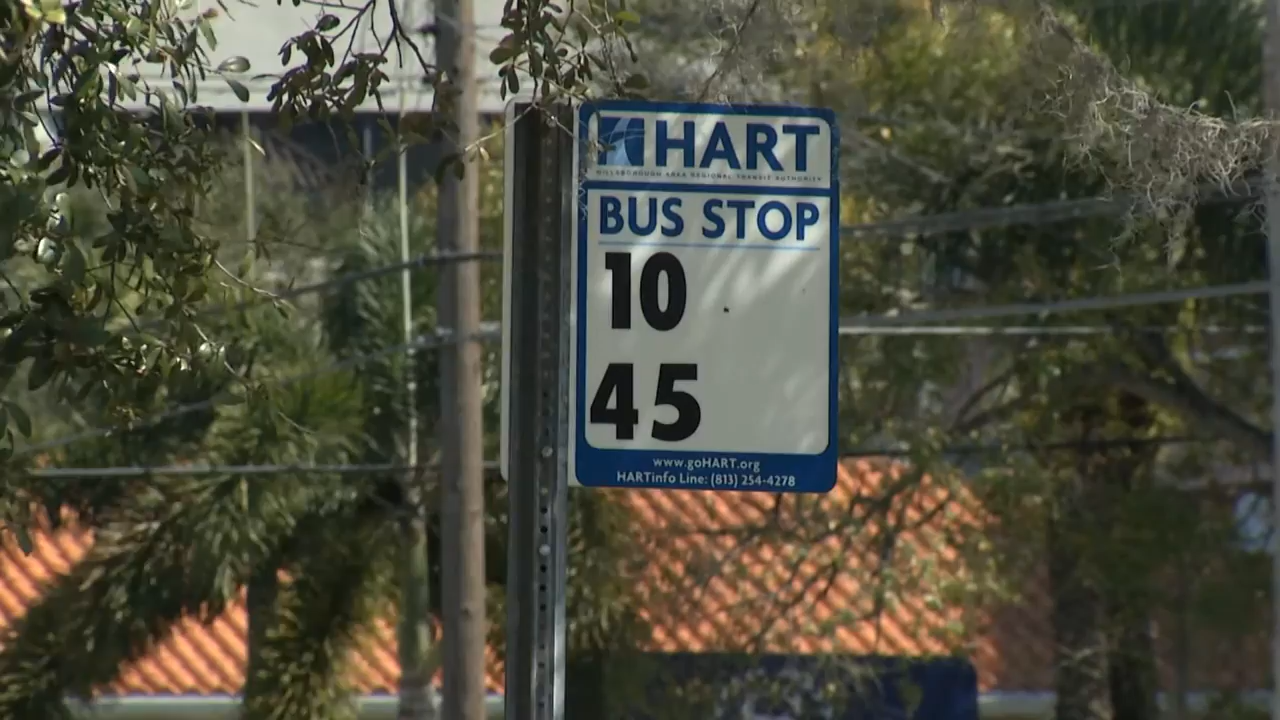 HART
HILLSBOROUGH AREA REGIONAL TRANSIT AUTHORITY
BUS STOP
10
45
www.goHART.org
HARTinfo Line: (813) 254-4278